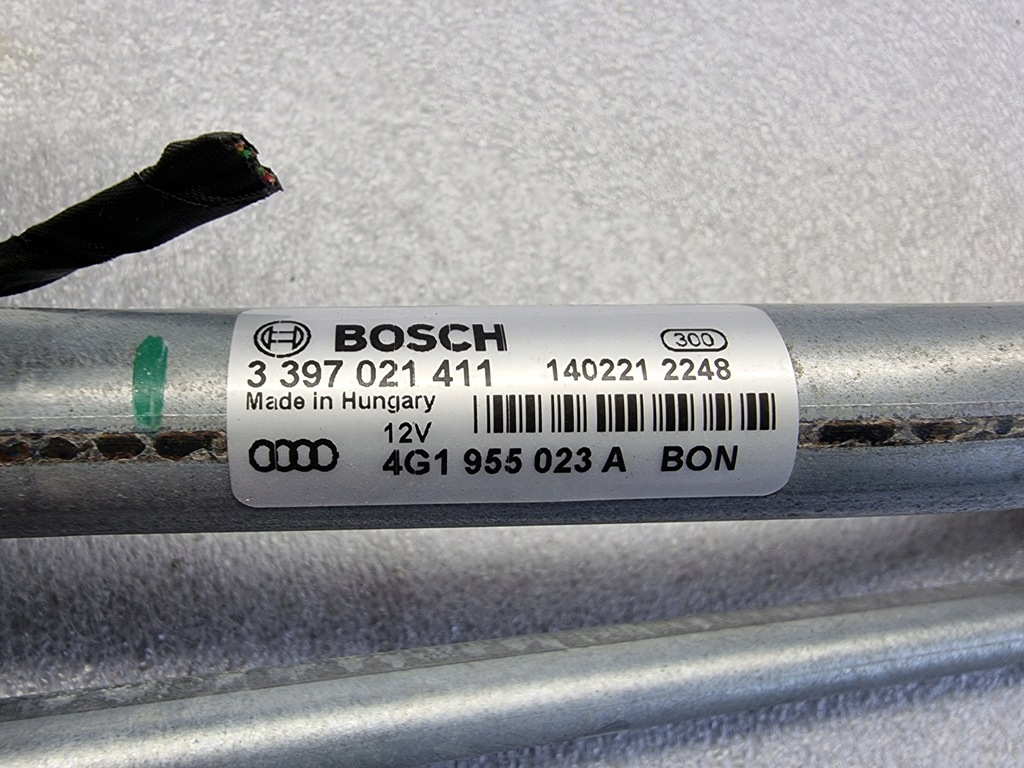 BOSCH 300
3 397 021 411 140221 2248
Made in Hungary
12V
4G1 955 023 A BON